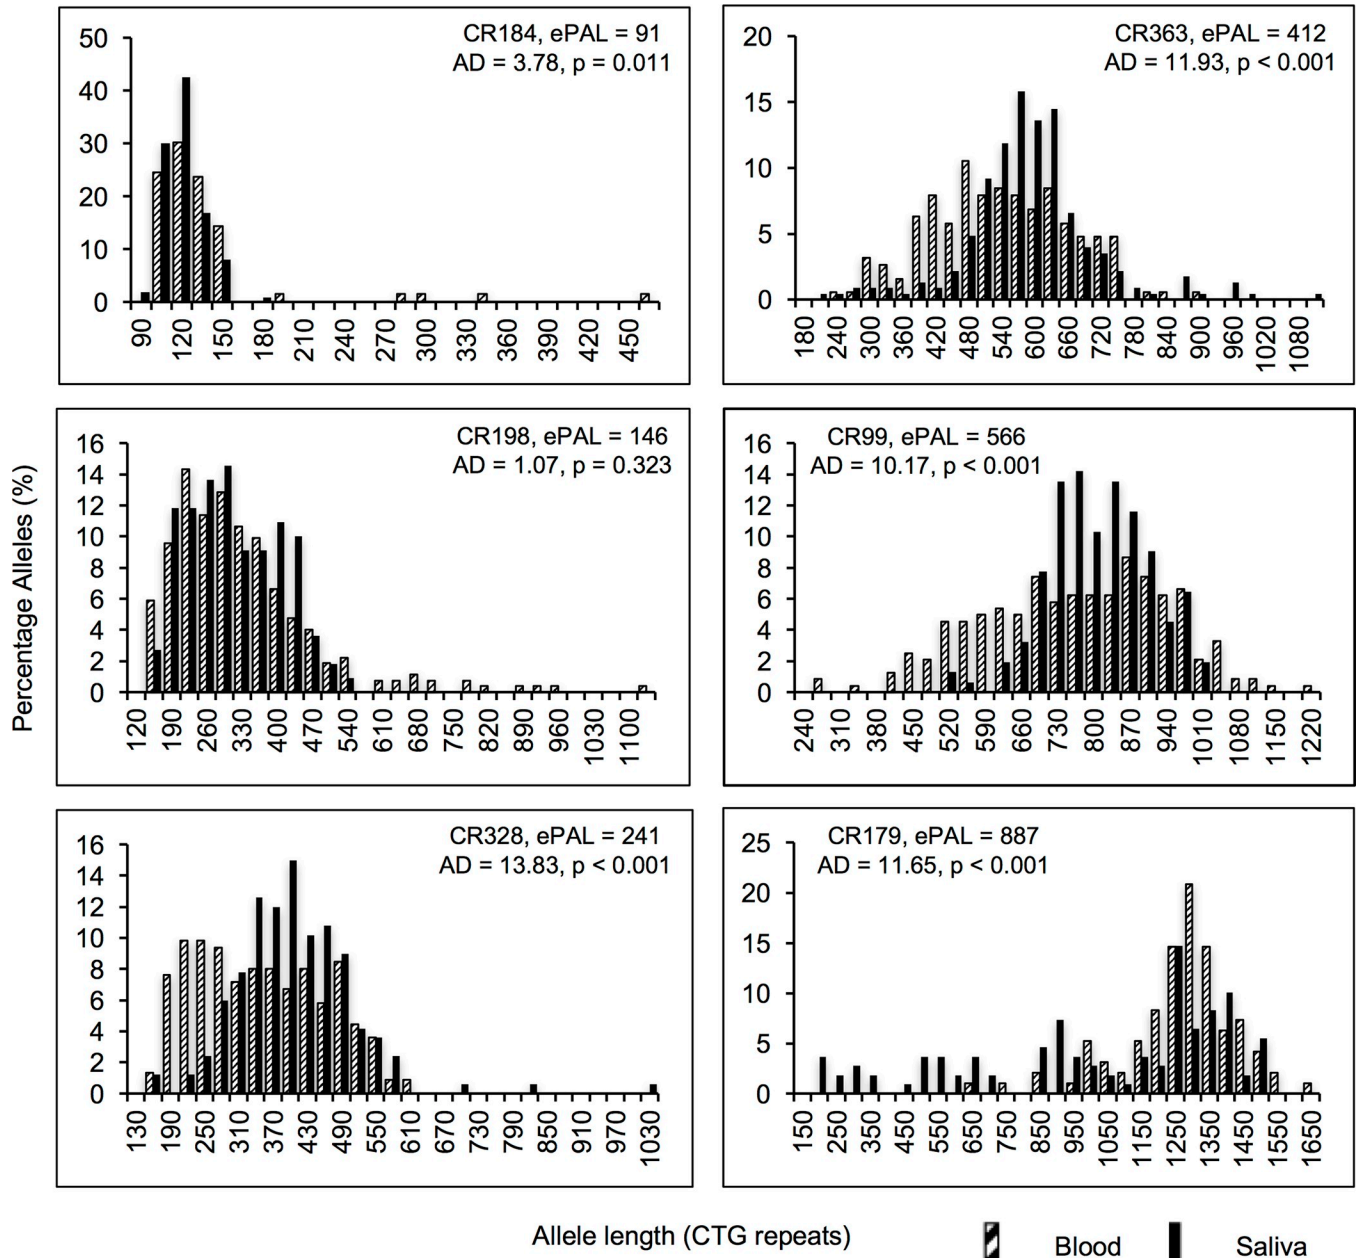 CR184, ePAL = 91
AD = 3.78, p = 0.011
50
40
30
20
10
0
90 120 150 180 210 240 270 300 330 360 390 420 450
CR363, ePAL = 412
AD = 11.93, p < 0.001
20
15
10
5
0
180 240 300 360 420 480 540 600 660 720 780 840 900 960 1020 1080
Percentage Alleles (%)
CR198, ePAL = 146
AD = 1.07, p = 0.323
16
14
12
10
8
6
4
2
0
120 190 260 330 400 470 540 610 680 750 820 890 960 1030 1100
CR99, ePAL = 566
AD = 10.17, p < 0.001
16
14
12
10
8
6
4
2
0
240 310 380 450 520 590 660 730 800 870 940 1010 1080 1150 1220
CR328, ePAL = 241
AD = 13.83, p < 0.001
16
14
12
10
8
6
4
2
0
130 190 250 310 370 430 490 550 610 670 730 790 850 910 970 1030
CR179, ePAL = 887
AD = 11.65, p < 0.001
25
20
15
10
5
0
150 250 350 450 550 650 750 850 950 1050 1150 1250 1350 1450 1550 1650
Allele length (CTG repeats)
Blood Saliva